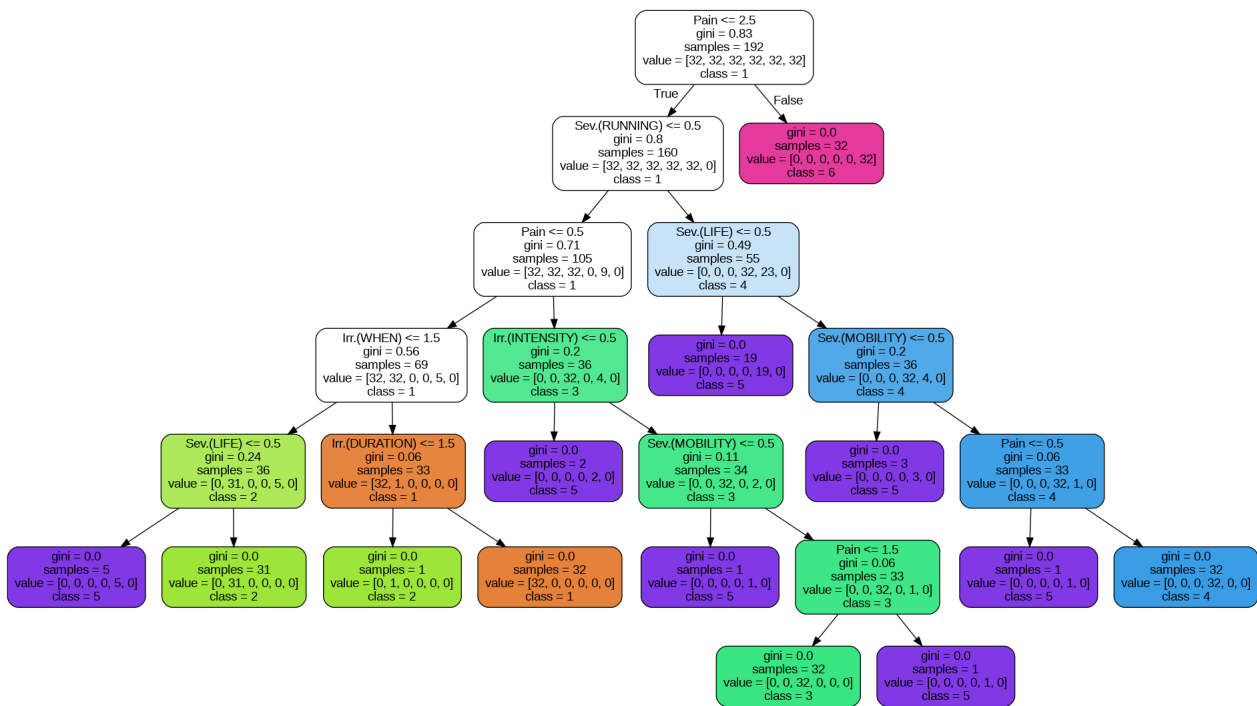 Pain <= 2.5
gini = 0.83
samples = 192
value = [32, 32, 32, 32, 32, 32]
class = 1
True
False
Sev.(RUNNING) <= 0.5
gini = 0.8
samples = 160
value = [32, 32, 32, 32, 32, 0]
class = 1
gini = 0.0
samples = 32
value = [0, 0, 0, 0, 0, 32]
class = 6
Pain <= 0.5
gini = 0.71
samples = 105
value = [32, 32, 32, 0, 9, 0]
class = 1
Sev.(LIFE) <= 0.5
gini = 0.49
samples = 55
value = [0, 0, 0, 32, 23, 0]
class = 4
Irr.(WHEN) <= 1.5
gini = 0.56
samples = 69
value = [32, 32, 0, 0, 5, 0]
class = 1
Irr.(INTENSITY) <= 0.5
gini = 0.2
samples = 36
value = [0, 0, 32, 0, 4, 0]
class = 3
gini = 0.0
samples = 19
value = [0, 0, 0, 0, 19, 0]
class = 5
Sev.(MOBILITY) <= 0.5
gini = 0.2
samples = 36
value = [0, 0, 0, 32, 4, 0]
class = 4
Sev.(LIFE) <= 0.5
gini = 0.24
samples = 36
value = [0, 31, 0, 0, 5, 0]
class = 2
Irr.(DURATION) <= 1.5
gini = 0.06
samples = 33
value = [32, 1, 0, 0, 0, 0]
class = 1
gini = 0.0
samples = 2
value = [0, 0, 0, 0, 2, 0]
class = 5
Sev.(MOBILITY) <= 0.5
gini = 0.11
samples = 34
value = [0, 0, 32, 0, 2, 0]
class = 3
gini = 0.0
samples = 3
value = [0, 0, 0, 0, 3, 0]
class = 5
Pain <= 0.5
gini = 0.06
samples = 33
value = [0, 0, 0, 32, 1, 0]
class = 4
gini = 0.0
samples = 5
value = [0, 0, 0, 0, 5, 0]
class = 5
gini = 0.0
samples = 31
value = [0, 31, 0, 0, 0, 0]
class = 2
gini = 0.0
samples = 1
value = [0, 1, 0, 0, 0, 0]
class = 2
gini = 0.0
samples = 32
value = [32, 0, 0, 0, 0, 0]
class = 1
gini = 0.0
samples = 1
value = [0, 0, 0, 0, 1, 0]
class = 5
Pain <= 1.5
gini = 0.06
samples = 33
value = [0, 0, 32, 0, 1, 0]
class = 3
gini = 0.0
samples = 1
value = [0, 0, 0, 0, 1, 0]
class = 5
gini = 0.0
samples = 32
value = [0, 0, 0, 32, 0, 0]
class = 4
gini = 0.0
samples = 32
value = [0, 0, 32, 0, 0, 0]
class = 3
gini = 0.0
samples = 1
value = [0, 0, 0, 0, 1, 0]
class = 5